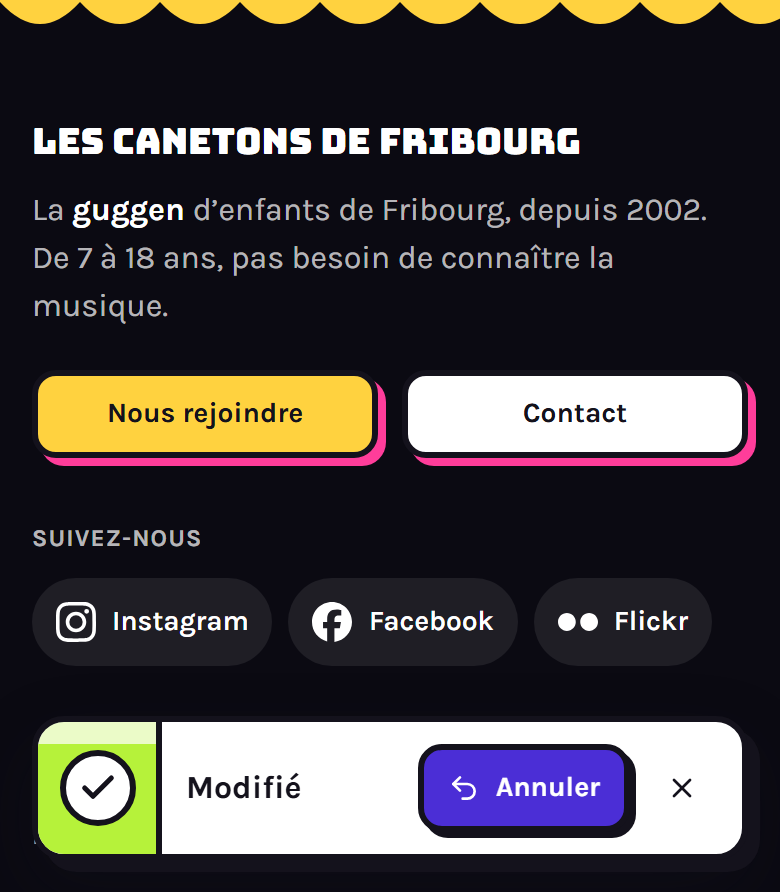 LES CANETONS DE FRIBOURG
La guggen d’enfants de Fribourg, depuis 2002.
De 7 à 18 ans, pas besoin de connaître la
musique.
Nous rejoindre
Contact
SUIVEZ-NOUS
Instagram
Facebook
Flickr
Modifié
Annuler